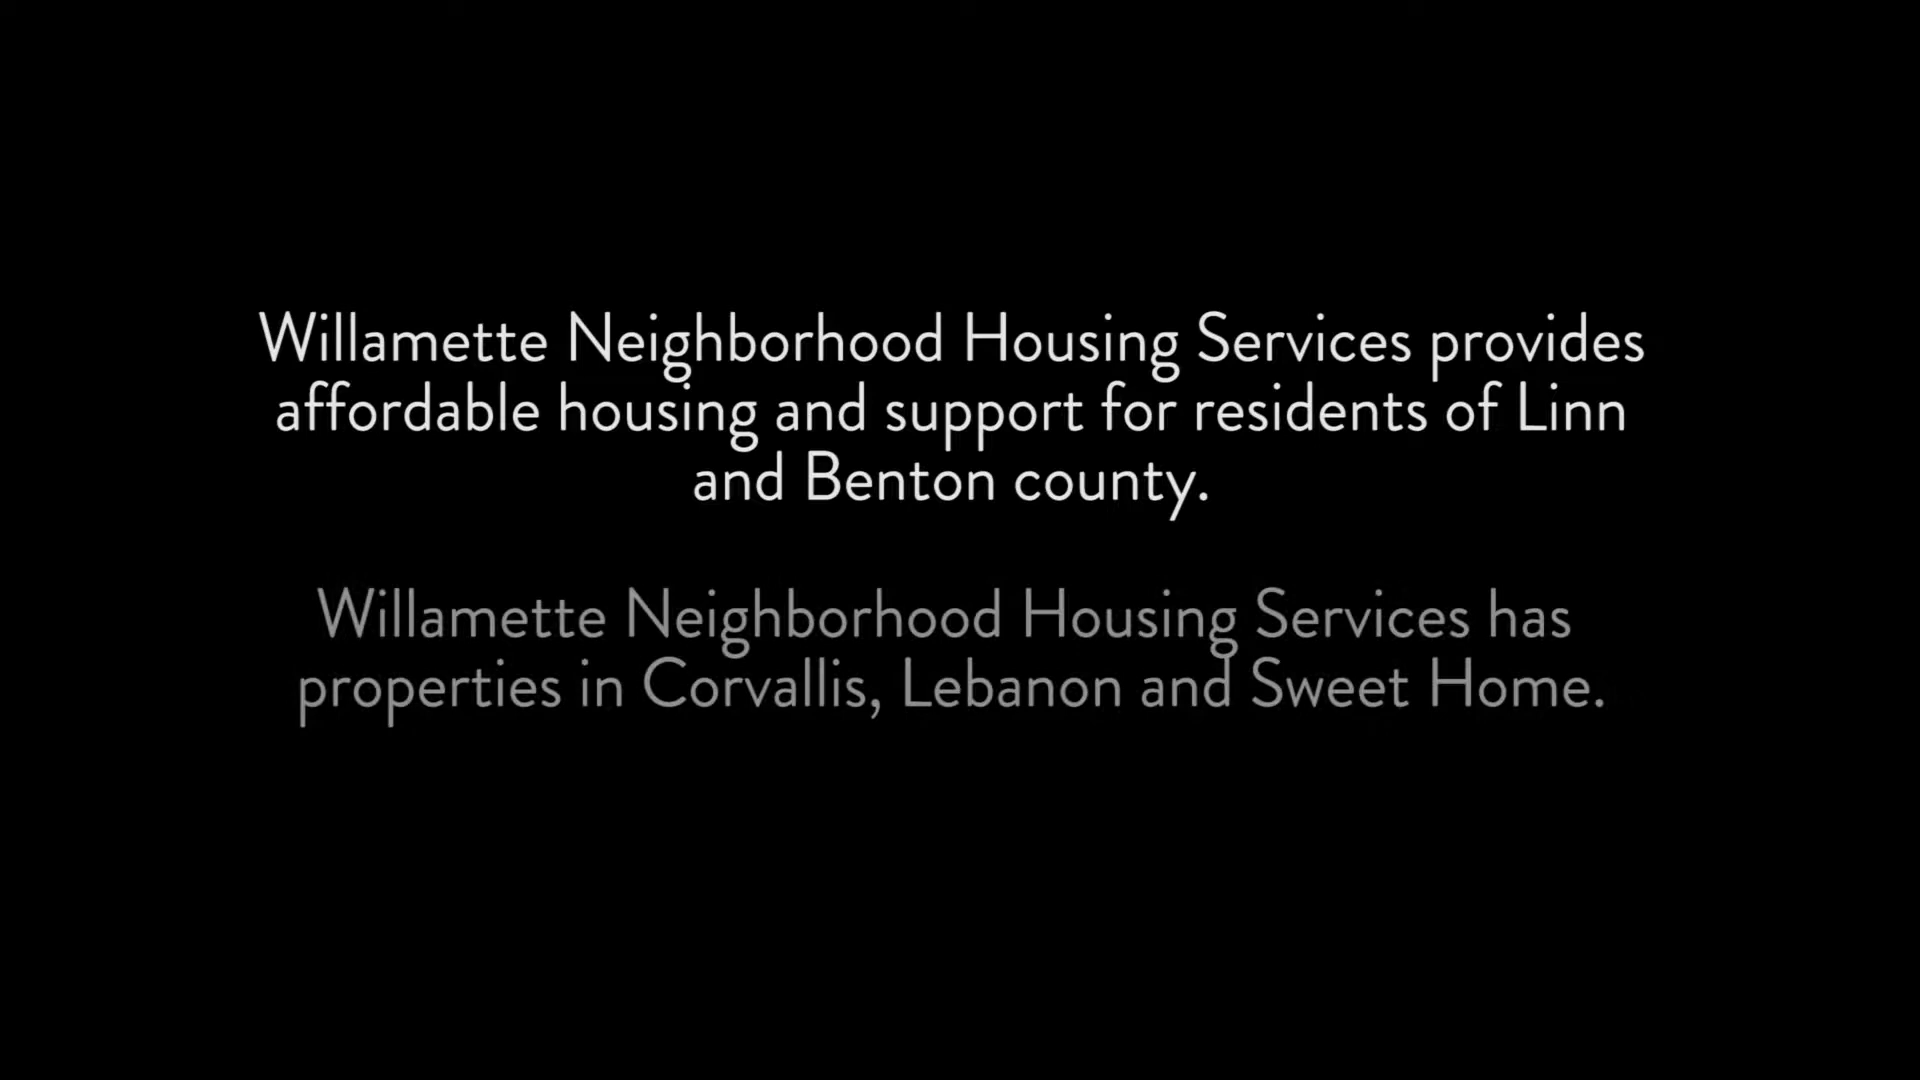 Willamette Neighborhood Housing Services provides
affordable housing and support for residents of Linn
and Benton county.
Willamette Neighborhood Housing Services has
properties in Corvallis, Lebanon and Sweet Home.